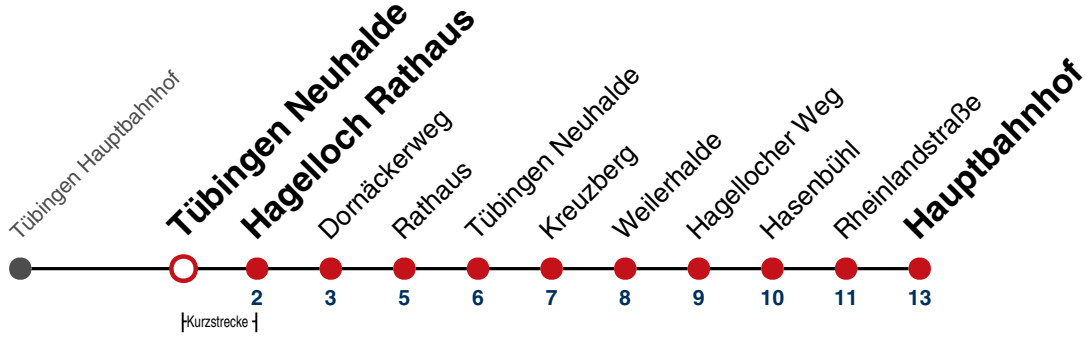 Tübingen Hauptbahnhof
Tübingen Neuhalde
Hagelloch Rathaus
Dornäckerweg
Rathaus
Tübingen Neuhalde
Kreuzberg
Weilerhalde
Hagellocher Weg
Hasenbühl
Rheinlandstraße
Hauptbahnhof
2 3 5 6 7 8 9 10 11 13
Kurzstrecke